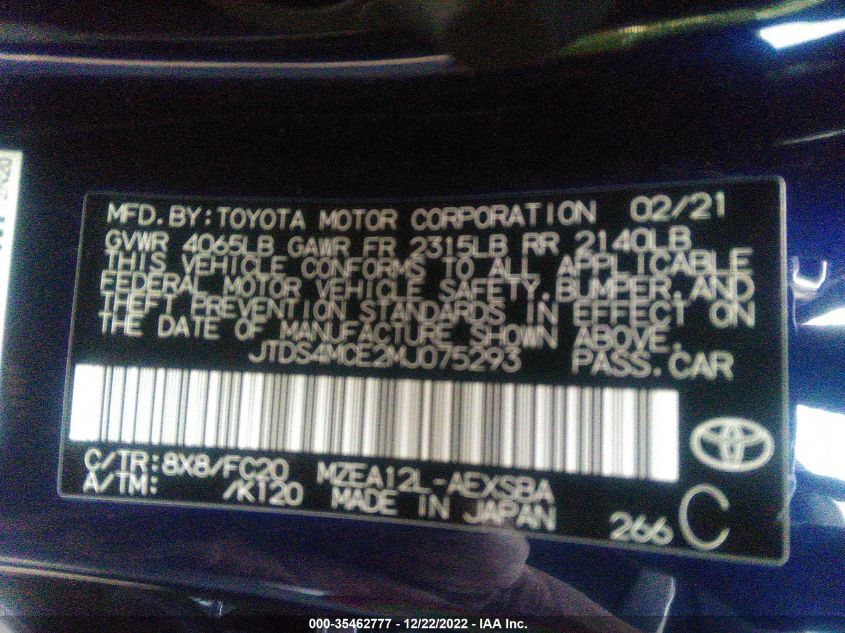 MFD.BY:TOYOTA MOTOR CORPORATION 02/21
GVWR 4065LB GAWR FR 2315LB RR 2140LB
THIS VEHICLE CONFORMS TO ALL APPLICABLE
FEDERAL MOTOR VEHICLE SAFETY,BUMPER,AND
THEFT PREVENTION STANDARDS IN EFFECT ON
THE DATE OF MANUFACTURE SHOWN ABOVE.
JTDS4MCE2MJ075293 PASS.CAR
C/TR:8X8/FC20 MZEA12L-AEXSBA
A/TM: /K120 MADE IN JAPAN
266 C
000-35462777 - 12/22/2022 - IAA Inc.